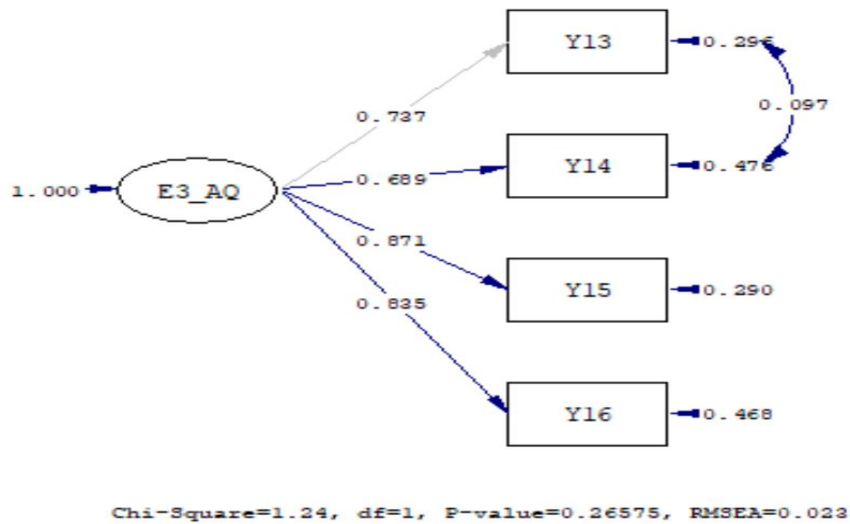 Y13
0.296
0.737
0.097
Y14
0.476
0.689
1.000
E3_AQ
0.871
Y15
0.290
0.835
Y16
0.468
Chi-Square=1.24, df=1, P-value=0.26575, RMSEA=0.023